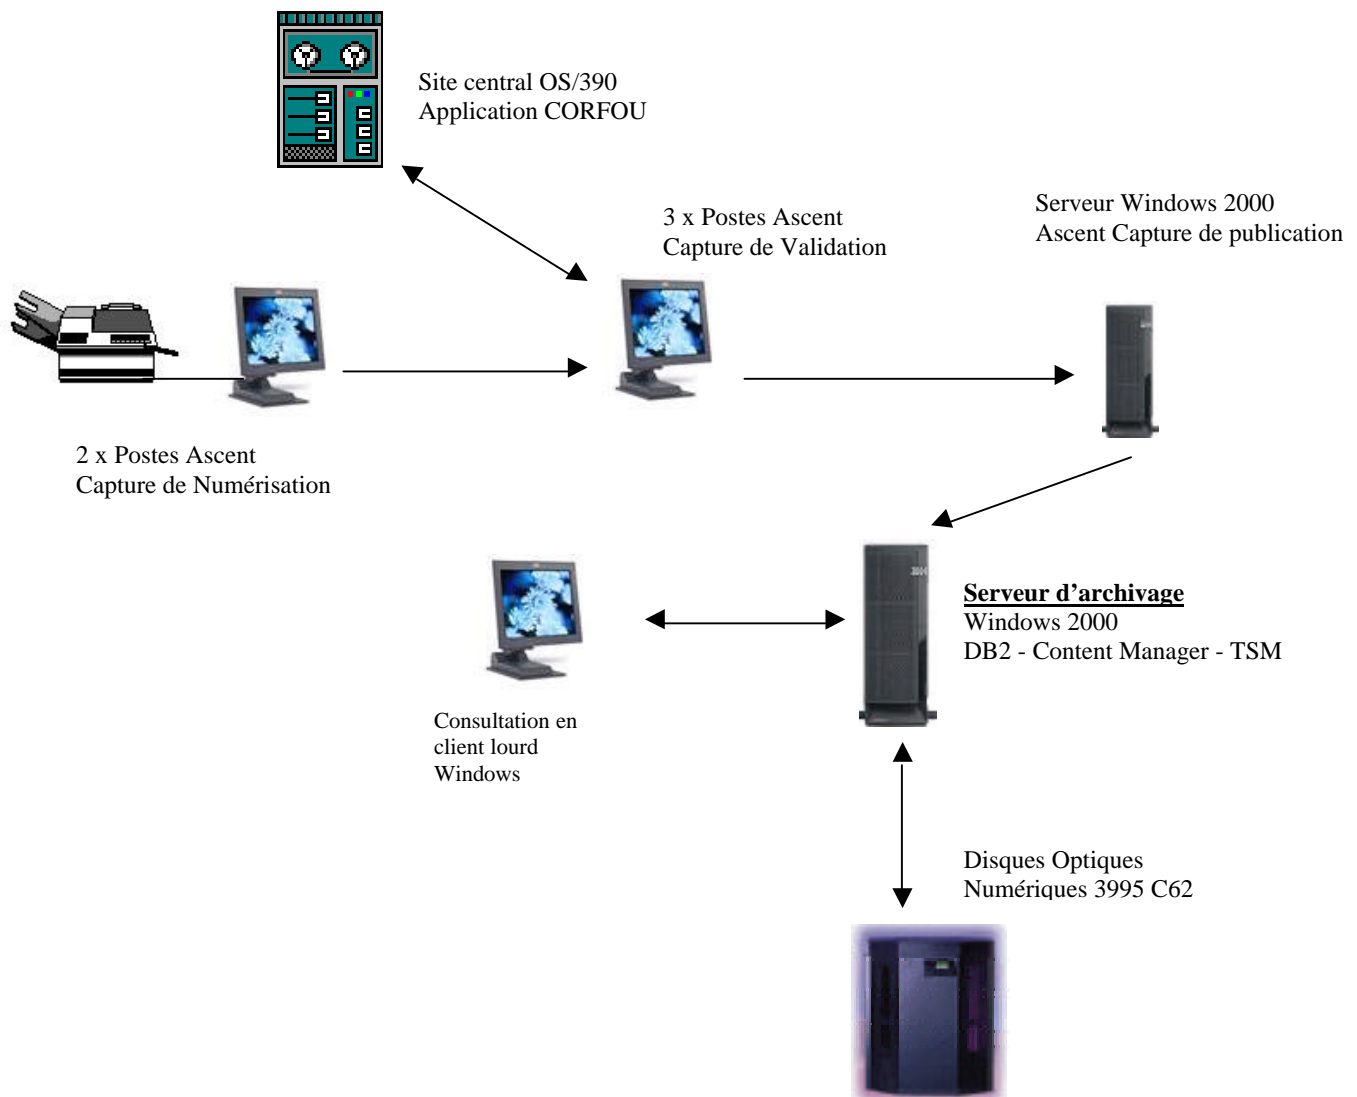 Site central OS/390
Application CORFOU
3 x Postes Ascent
Capture de Validation
Serveur Windows 2000
Ascent Capture de publication
2 x Postes Ascent
Capture de Numérisation
Serveur d'archivage
Windows 2000
DB2 - Content Manager - TSM
Consultation en
client lourd
Windows
Disques Optiques
Numériques 3995 C62